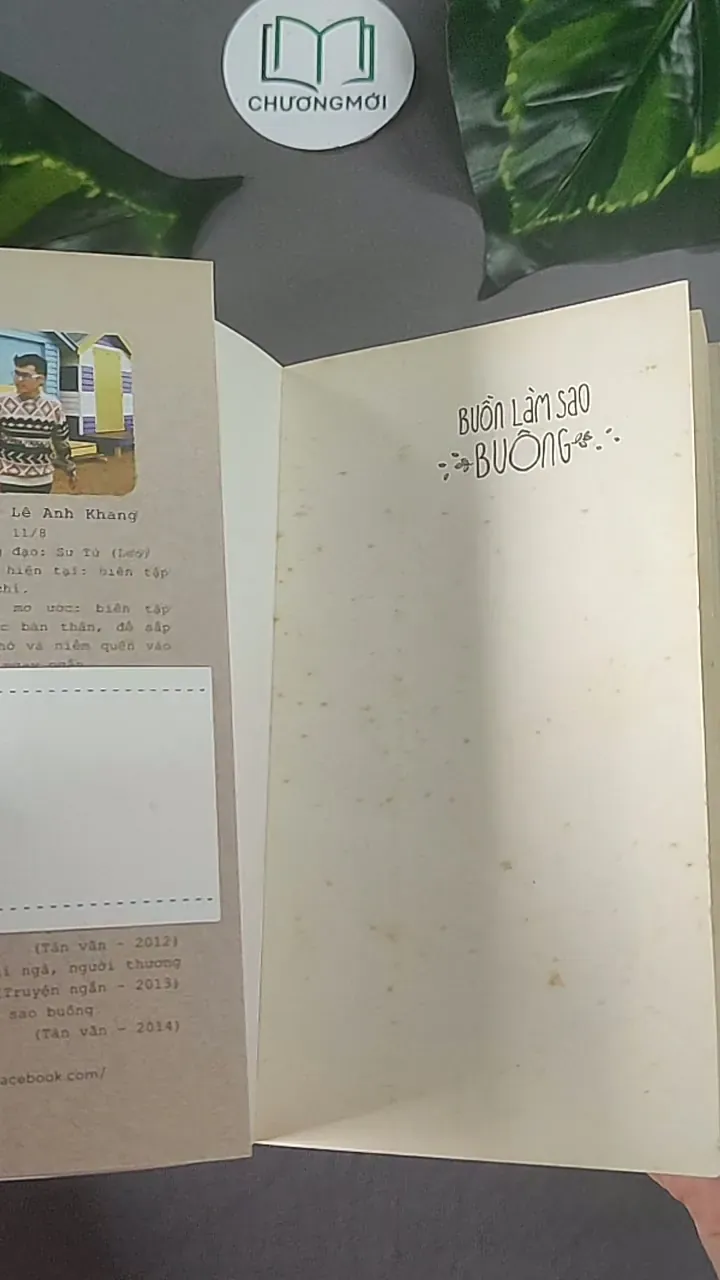 CHƯƠNGMỚI
Lê Anh Khang
11/8
đạo: Sư Tử (Leo)
hiện tại: biên tập
mơ ước: biên tập
bản thân, để sắp
và niềm quên vào
(Tản văn - 2012)
ngả, người thương
(Truyện ngắn - 2013)
sao buông
(Tản văn - 2014)
acebook.com/
BUỒN LÀM SAO
BUÔNG